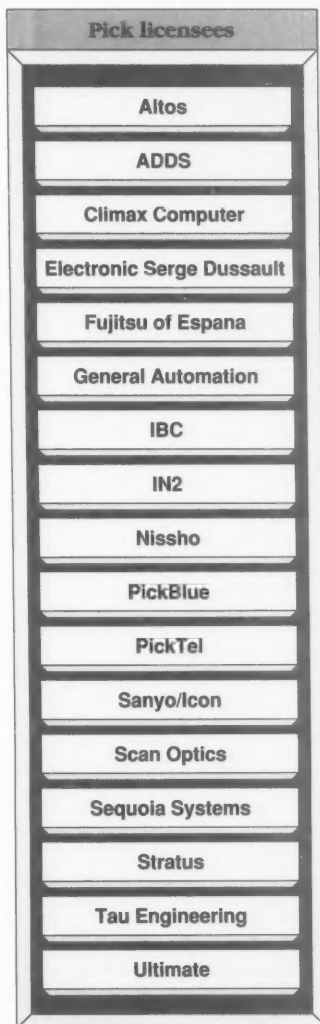 Pick licensees
Altos
ADDS
Climax Computer
Electronic Serge Dussault
Fujitsu of Espana
General Automation
IBC
IN2
Nissho
PickBlue
PickTel
Sanyo/Icon
Scan Optics
Sequoia Systems
Stratus
Tau Engineering
Ultimate